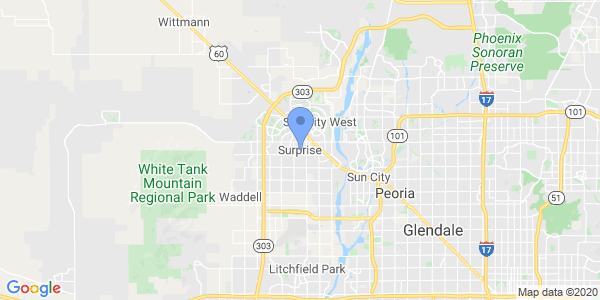 Wittmann
60
Phoenix
Sonoran
Preserve
303
17
101
Sun City West
101
Surprise
White Tank
Mountain
Regional Park
Sun City
Waddell
Peoria
51
Glendale
303
17
Litchfield Park
Google
Map data ©2020